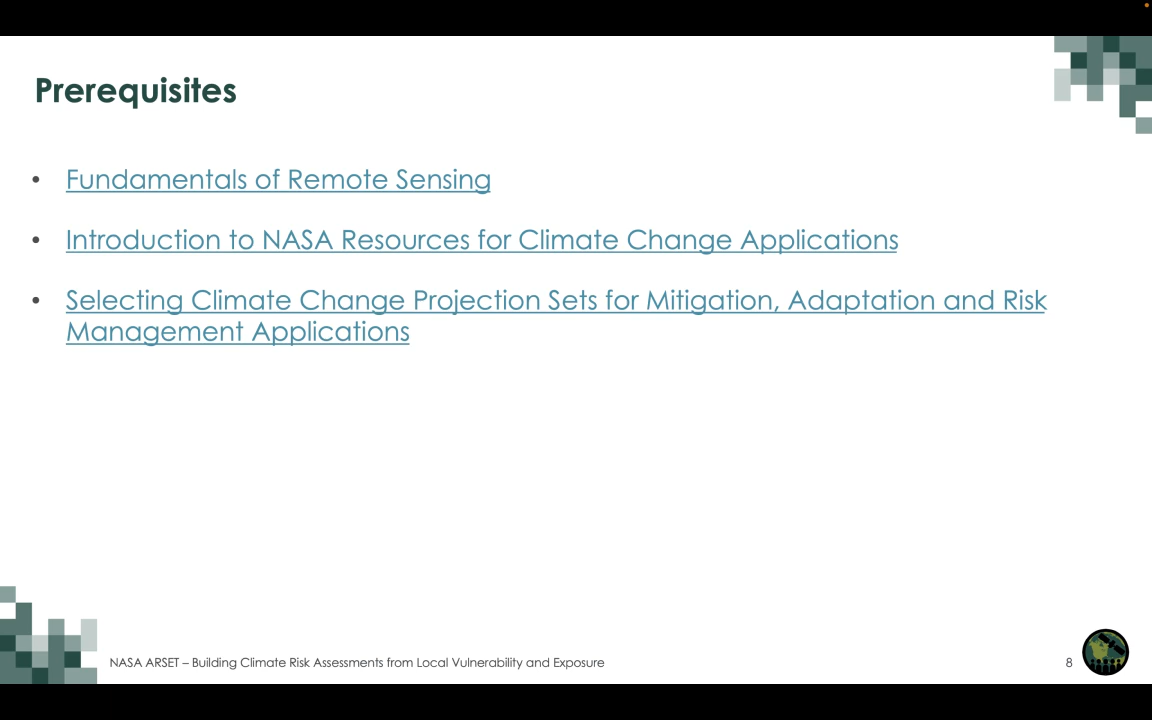 Prerequisites
• Fundamentals of Remote Sensing
• Introduction to NASA Resources for Climate Change Applications
• Selecting Climate Change Projection Sets for Mitigation, Adaptation and Risk
Management Applications
NASA ARSET – Building Climate Risk Assessments from Local Vulnerability and Exposure
8